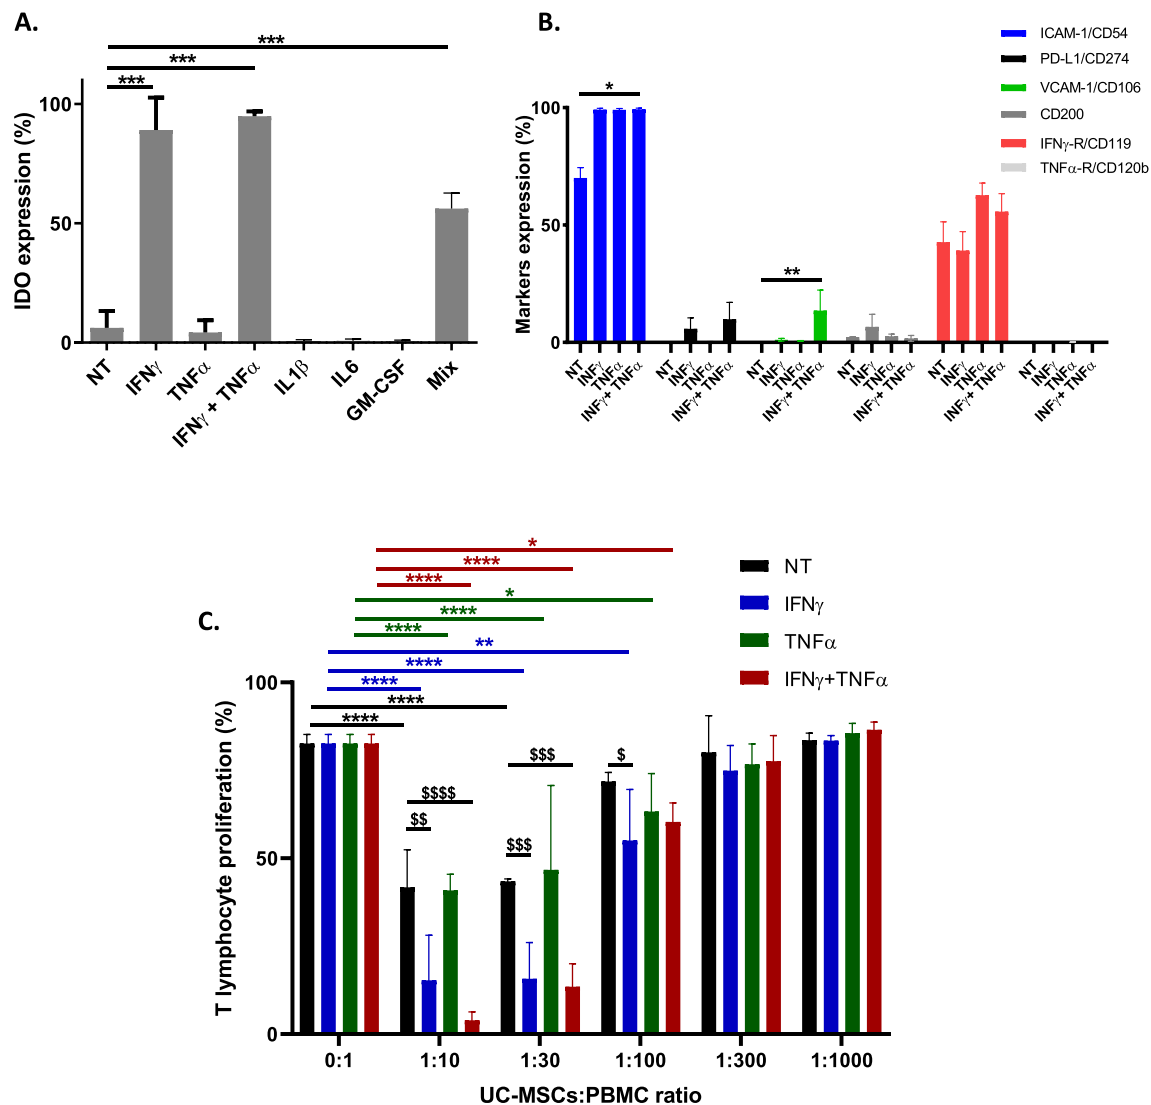 A.
***
***
***
IDO expression (%)
100
50
0
NT
IFNγ
TNFα
IFNγ + TNFα
IL1β
IL6
GM-CSF
Mix
B.
ICAM-1/CD54
PD-L1/CD274
VCAM-1/CD106
CD200
IFNγ-R/CD119
TNFα-R/CD120b
*
**
Markers expression (%)
100
50
0
NT
INFγ
TNFα
INFγ+ TNFα
NT
INFγ
TNFα
INFγ+ TNFα
NT
INFγ
TNFα
INFγ+ TNFα
NT
INFγ
TNFα
INFγ+ TNFα
NT
INFγ
TNFα
INFγ+ TNFα
NT
INFγ
TNFα
INFγ+ TNFα
C.
*
****
****
*
****
****
**
****
****
****
****
NT
IFNγ
TNFα
IFNγ+TNFα
$$$$
$$
$$$
$$$
$
T lymphocyte proliferation (%)
100
50
0
0:1 1:10 1:30 1:100 1:300 1:1000
UC-MSCs:PBMC ratio